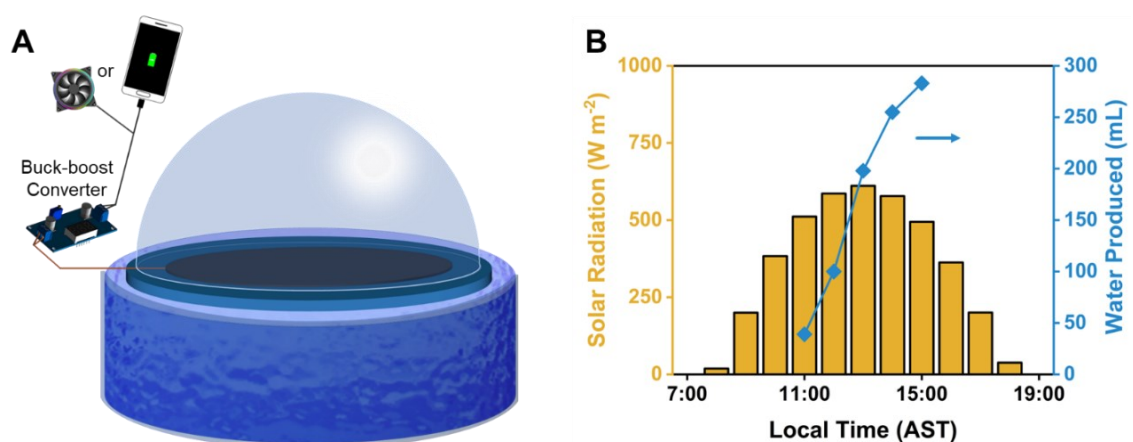 A
or
Buck-boost
Converter
B
Solar Radiation (W m⁻²)
1000
750
500
250
0
300
250
200
150
100
50
0
Water Produced (mL)
7:00 11:00 15:00 19:00
Local Time (AST)